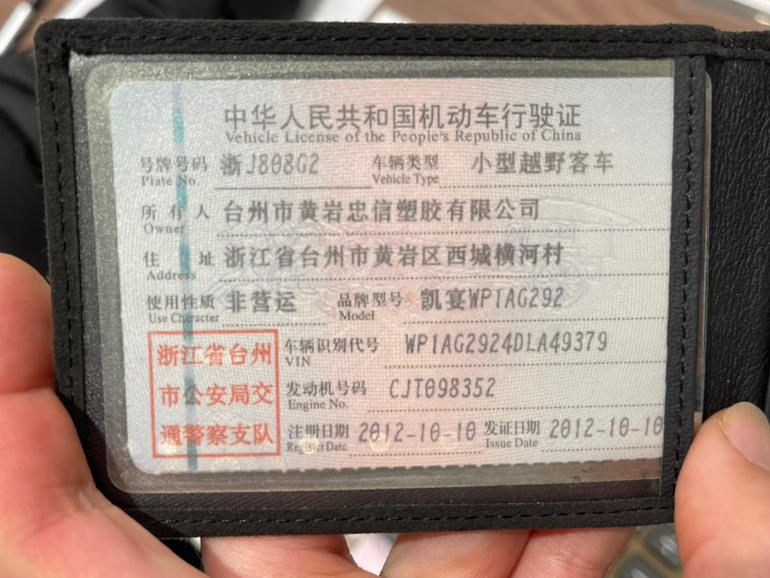 中华人民共和国机动车行驶证
Vehicle License of the People's Republic of China
号牌号码 浙J808G2 车辆类型 小型越野客车
Plate No. Vehicle Type
所有人 台州市黄岩忠信塑胶有限公司
Owner
住址 浙江省台州市黄岩区西城横河村
Address
使用性质 非营运 品牌型号 凯宴WP1AG292
Use Character Model
浙江省台州 车辆识别代号 WP1AG2924DLA49379
VIN
市公安局交 发动机号码 CJT098352
Engine No.
通警察支队 注册日期 2012-10-10 发证日期 2012-10-10
Register Date Issue Date